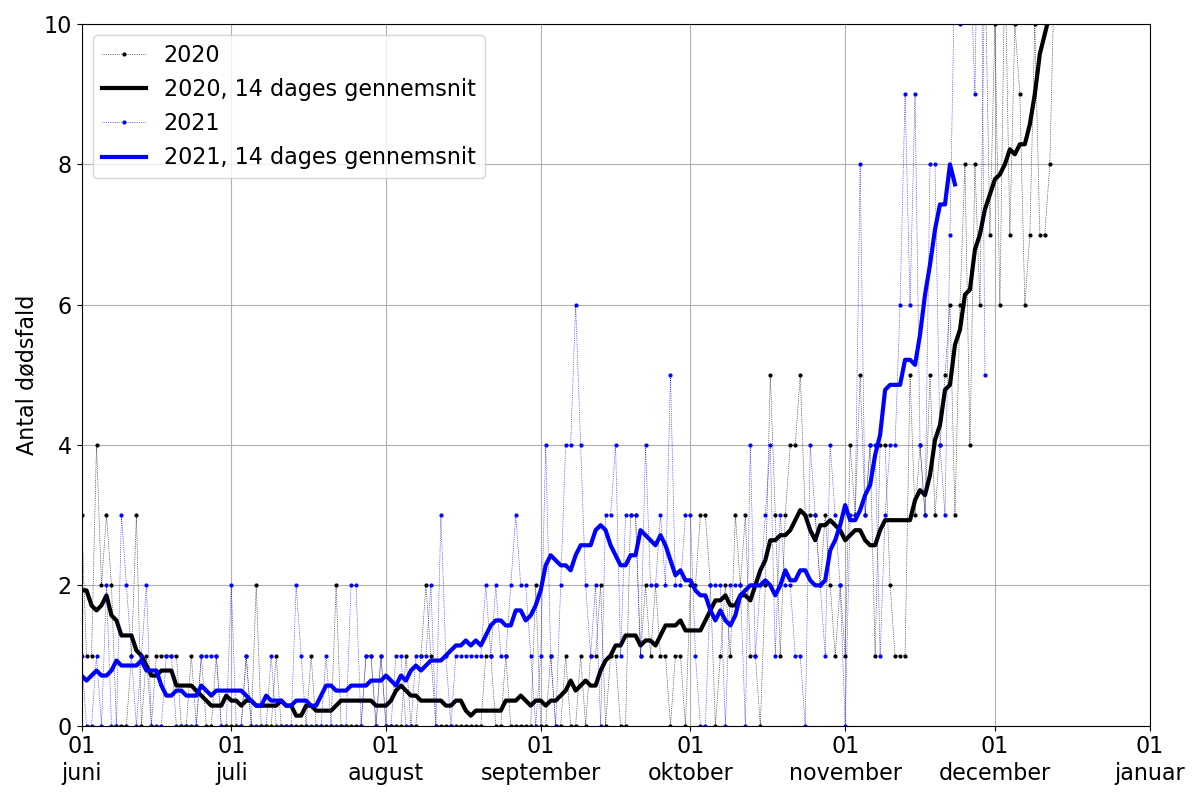 10
8
6
4
2
0
Antal dødsfald
2020
2020, 14 dages gennemsnit
2021
2021, 14 dages gennemsnit
01 01 01 01 01 01 01 01
juni juli august september oktober november december januar